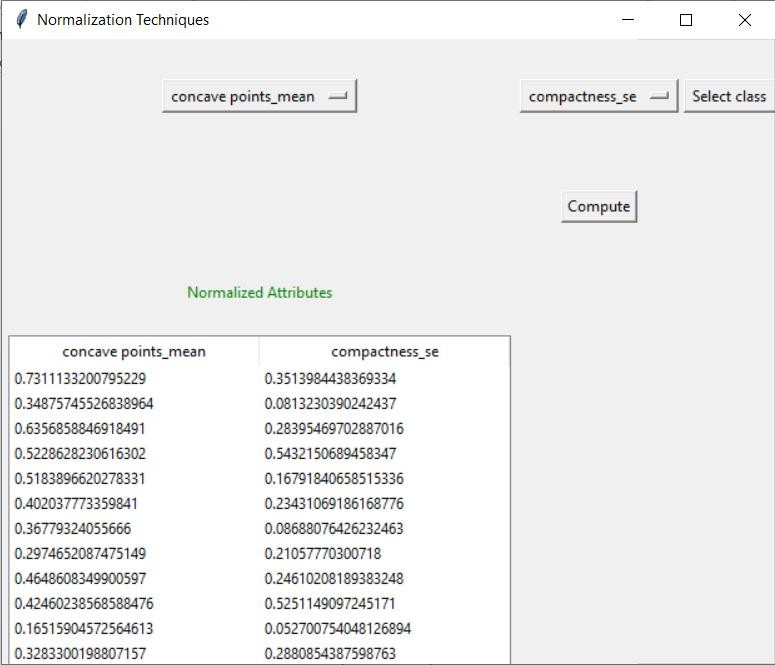 Normalization Techniques
concave points_mean compactness_se Select class
Compute
Normalized Attributes
concave points_mean compactness_se
0.7311133200795229 0.3513984438369334
0.34875745526838964 0.0813230390242437
0.6356858846918491 0.28395469702887016
0.5228628230616302 0.5432150689458347
0.5183896620278331 0.16791840658515336
0.402037773359841 0.23431069186168776
0.36779324055666 0.08688076426232463
0.2974652087475149 0.21057770300718
0.4648608349900597 0.24610208189383248
0.42460238568588476 0.5251149097245171
0.16515904572564613 0.052700754048126894
0.3283300198807157 0.2880854387598763